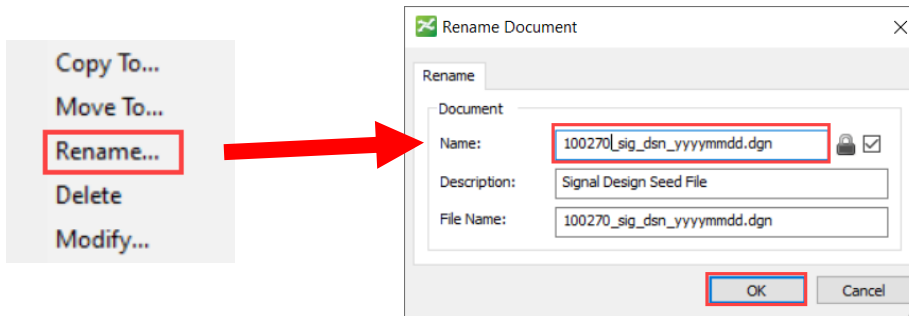 Copy To...
Move To...
Rename...
Delete
Modify...
Rename Document
Rename
Document
Name: 100270_sig_dsn_yyyymmdd.dgn
Description: Signal Design Seed File
File Name: 100270_sig_dsn_yyyymmdd.dgn
OK Cancel